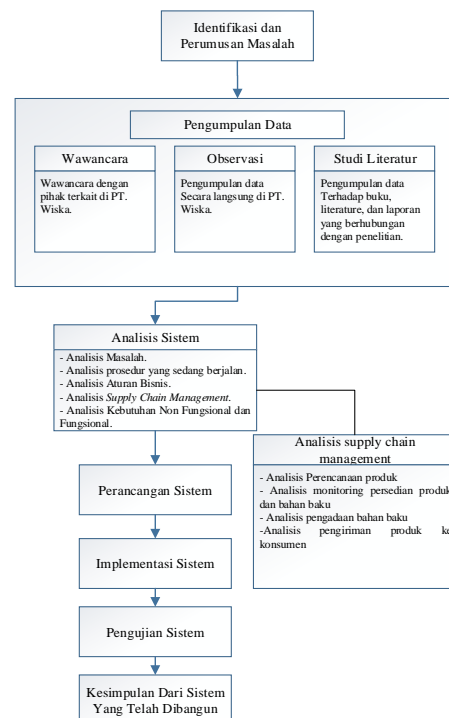 Identifikasi dan
Perumusan Masalah
Pengumpulan Data
Wawancara
Wawancara dengan
pihak terkait di PT.
Wiska.
Observasi
Pengumpulan data
Secara langsung di PT.
Wiska.
Studi Literatur
Pengumpulan data
Terhadap buku,
literature, dan laporan
yang berhubungan
dengan penelitian.
Analisis Sistem
- Analisis Masalah.
- Analisis prosedur yang sedang berjalan.
- Analisis Aturan Bisnis.
- Analisis Supply Chain Management.
- Analisis Kebutuhan Non Fungsional dan
Fungsional.
Analisis supply chain
management
- Analisis Perencanaan produk
- Analisis monitoring persedian produk
dan bahan baku
- Analisis pengadaan bahan baku
-Analisis pengiriman produk ke
konsumen
Perancangan Sistem
Implementasi Sistem
Pengujian Sistem
Kesimpulan Dari Sistem
Yang Telah Dibangun